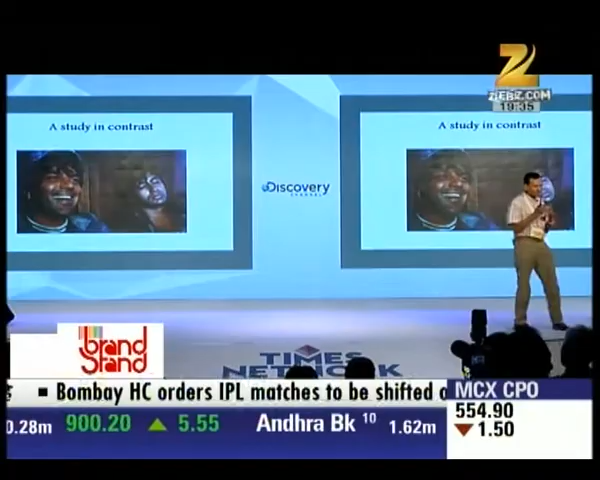 ZEEBIZ.COM
19:35
A study in contrast
A study in contrast
Discovery
CHANNEL
brand
stand
TIMES
NETWORK
Bombay HC orders IPL matches to be shifted
MCX CPO
0.28m 900.20 ▲ 5.55 Andhra Bk 10 1.62m
554.90
▼ 1.50